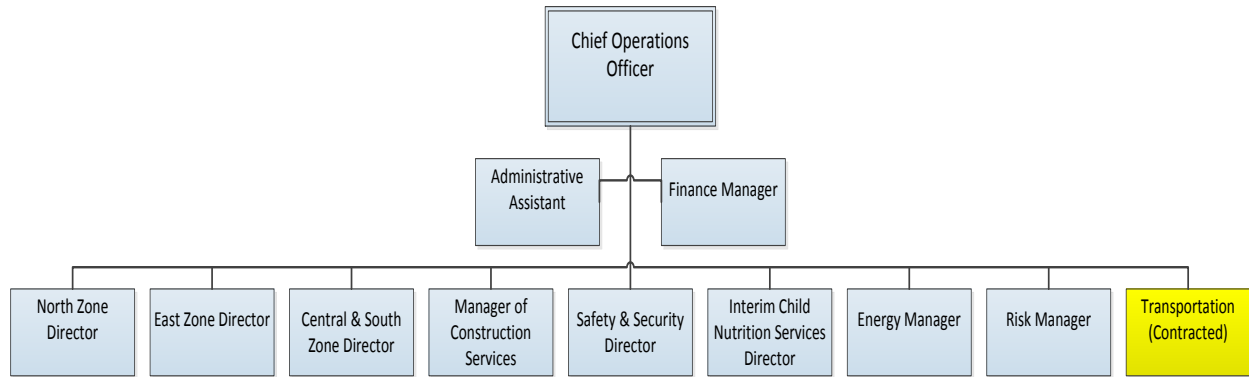 Chief Operations
Officer
Administrative
Assistant
Finance Manager
North Zone
Director
East Zone Director
Central & South
Zone Director
Manager of
Construction
Services
Safety & Security
Director
Interim Child
Nutrition Services
Director
Energy Manager
Risk Manager
Transportation
(Contracted)